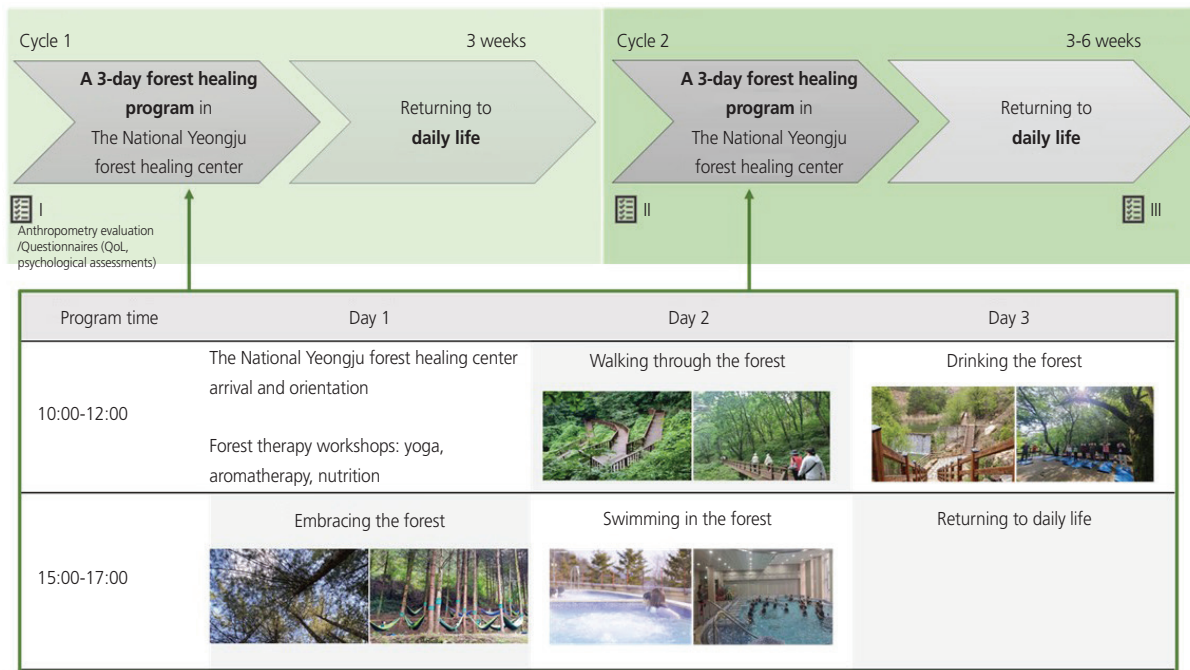 Cycle 1
3 weeks
Cycle 2
3-6 weeks
A 3-day forest healing
program in
The National Yeongju
forest healing center
Returning to
daily life
A 3-day forest healing
program in
The National Yeongju
forest healing center
Returning to
daily life
I
Anthropometry evaluation
/Questionnaires (QoL,
psychological assessments)
II
III
Program time
Day 1
Day 2
Day 3
10:00-12:00
The National Yeongju forest healing center
arrival and orientation
Forest therapy workshops: yoga,
aromatherapy, nutrition
Walking through the forest
Drinking the forest
15:00-17:00
Embracing the forest
Swimming in the forest
Returning to daily life